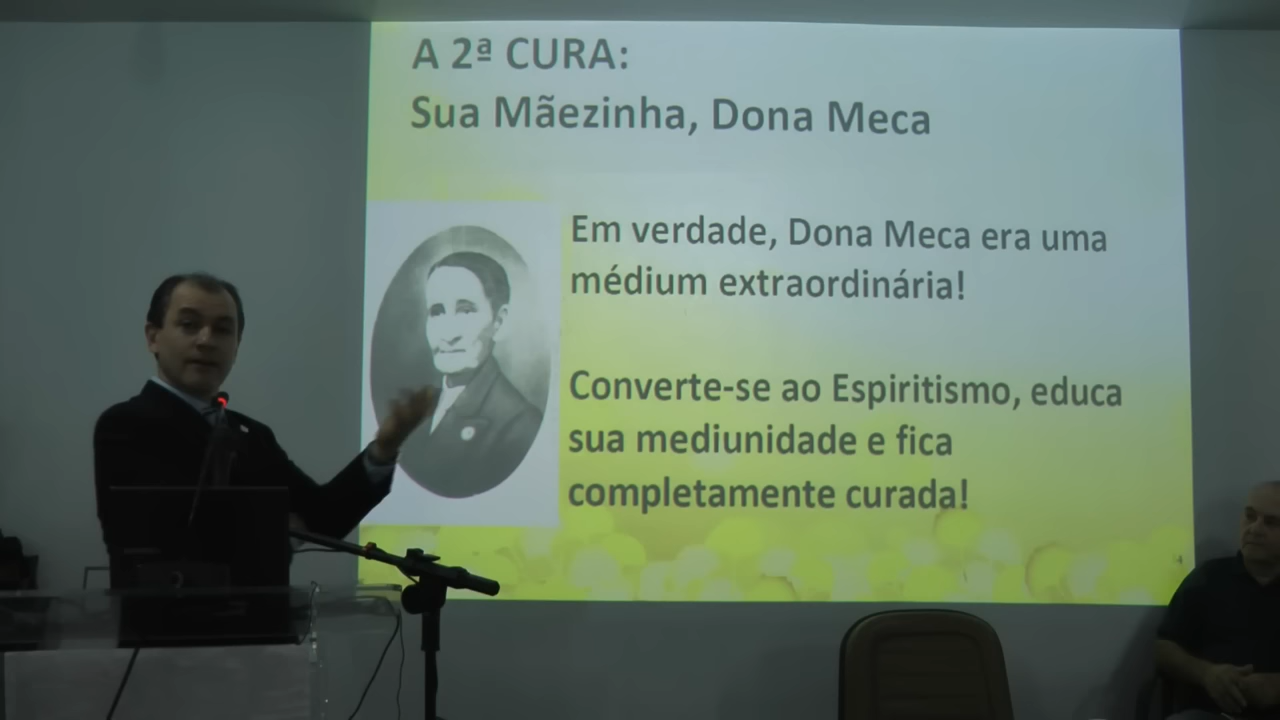 A 2ª CURA:
Sua Mãezinha, Dona Meca
Em verdade, Dona Meca era uma
médium extraordinária!
Converte-se ao Espiritismo, educa
sua mediunidade e fica
completamente curada!